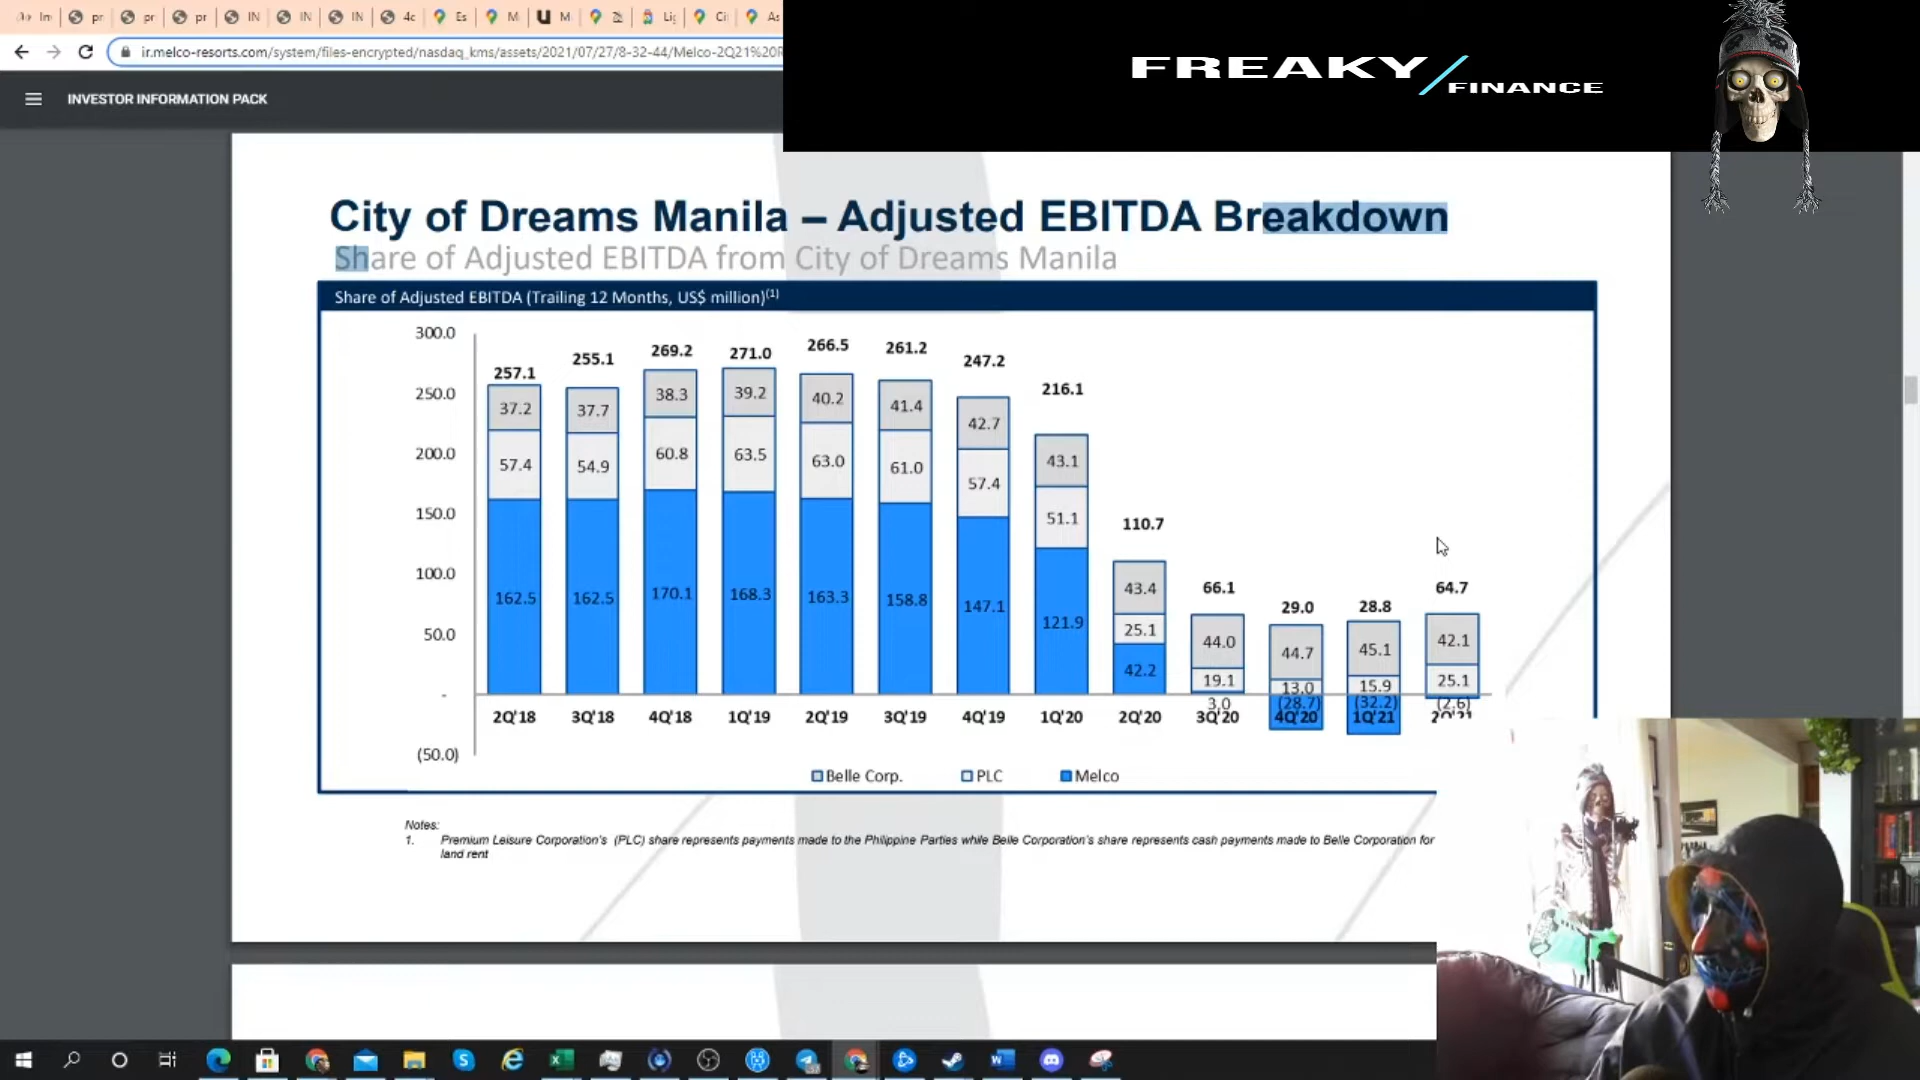 pr
pr
pr
IN
IN
IN
4c
Es
M
M
Lig
Ci
As
ir.melco-resorts.com/system/files-encrypted/nasdaq_kms/assets/2021/07/27/8-32-44/Melco-2Q21%20
FREAKY/FINANCE
INVESTOR INFORMATION PACK
City of Dreams Manila – Adjusted EBITDA Breakdown
Share of Adjusted EBITDA from City of Dreams Manila
Share of Adjusted EBITDA (Trailing 12 Months, US$ million)(1)
300.0
250.0
200.0
150.0
100.0
50.0
-
(50.0)
257.1 255.1 269.2 271.0 266.5 261.2 247.2 216.1 110.7 66.1 29.0 28.8 64.7
37.2 37.7 38.3 39.2 40.2 41.4 42.7 43.1 43.4 44.0 44.7 45.1 42.1
57.4 54.9 60.8 63.5 63.0 61.0 57.4 51.1 25.1 19.1 13.0 15.9 25.1
162.5 162.5 170.1 168.3 163.3 158.8 147.1 121.9 42.2 3.0 (28.7) (32.2) (2.6)
2Q'18 3Q'18 4Q'18 1Q'19 2Q'19 3Q'19 4Q'19 1Q'20 2Q'20 3Q'20 4Q'20 1Q'21 2Q'21
Belle Corp. PLC Melco
Notes:
1. Premium Leisure Corporation's (PLC) share represents payments made to the Philippine Parties while Belle Corporation's share represents cash payments made to Belle Corporation for
land rent